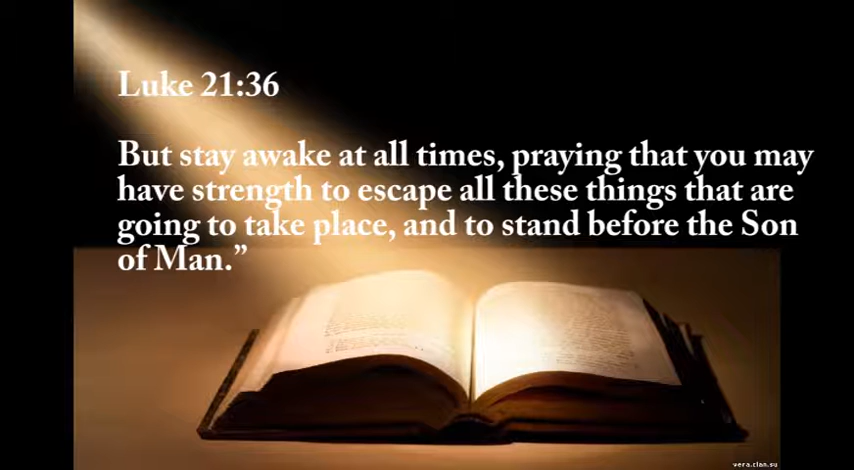 Luke 21:36
But stay awake at all times, praying that you may
have strength to escape all these things that are
going to take place, and to stand before the Son
of Man.”
vera.clan.su